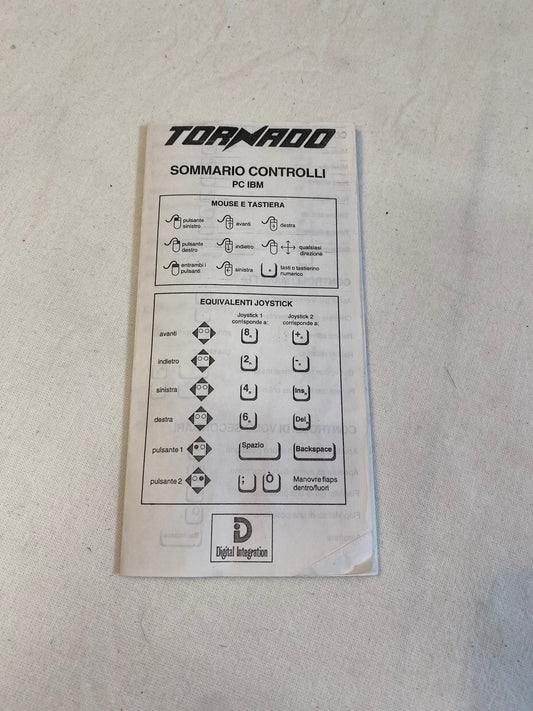 TORNADO
SOMMARIO CONTROLLI
PC IBM
MOUSE E TASTIERA
pulsante sinistro
avanti
destra
pulsante destro
indietro
qualsiasi direzione
entrambi i pulsanti
sinistra
tasti o tastierino numerico
EQUIVALENTI JOYSTICK
Joystick 1 corrisponde a:
Joystick 2 corrisponde a:
avanti 8 +
indietro 2 -
sinistra 4 Ins
destra 6 Del
pulsante 1 Spazio Backspace
pulsante 2 ; Ò Manovre flaps
dentro/fuori
Di
Digital Integration